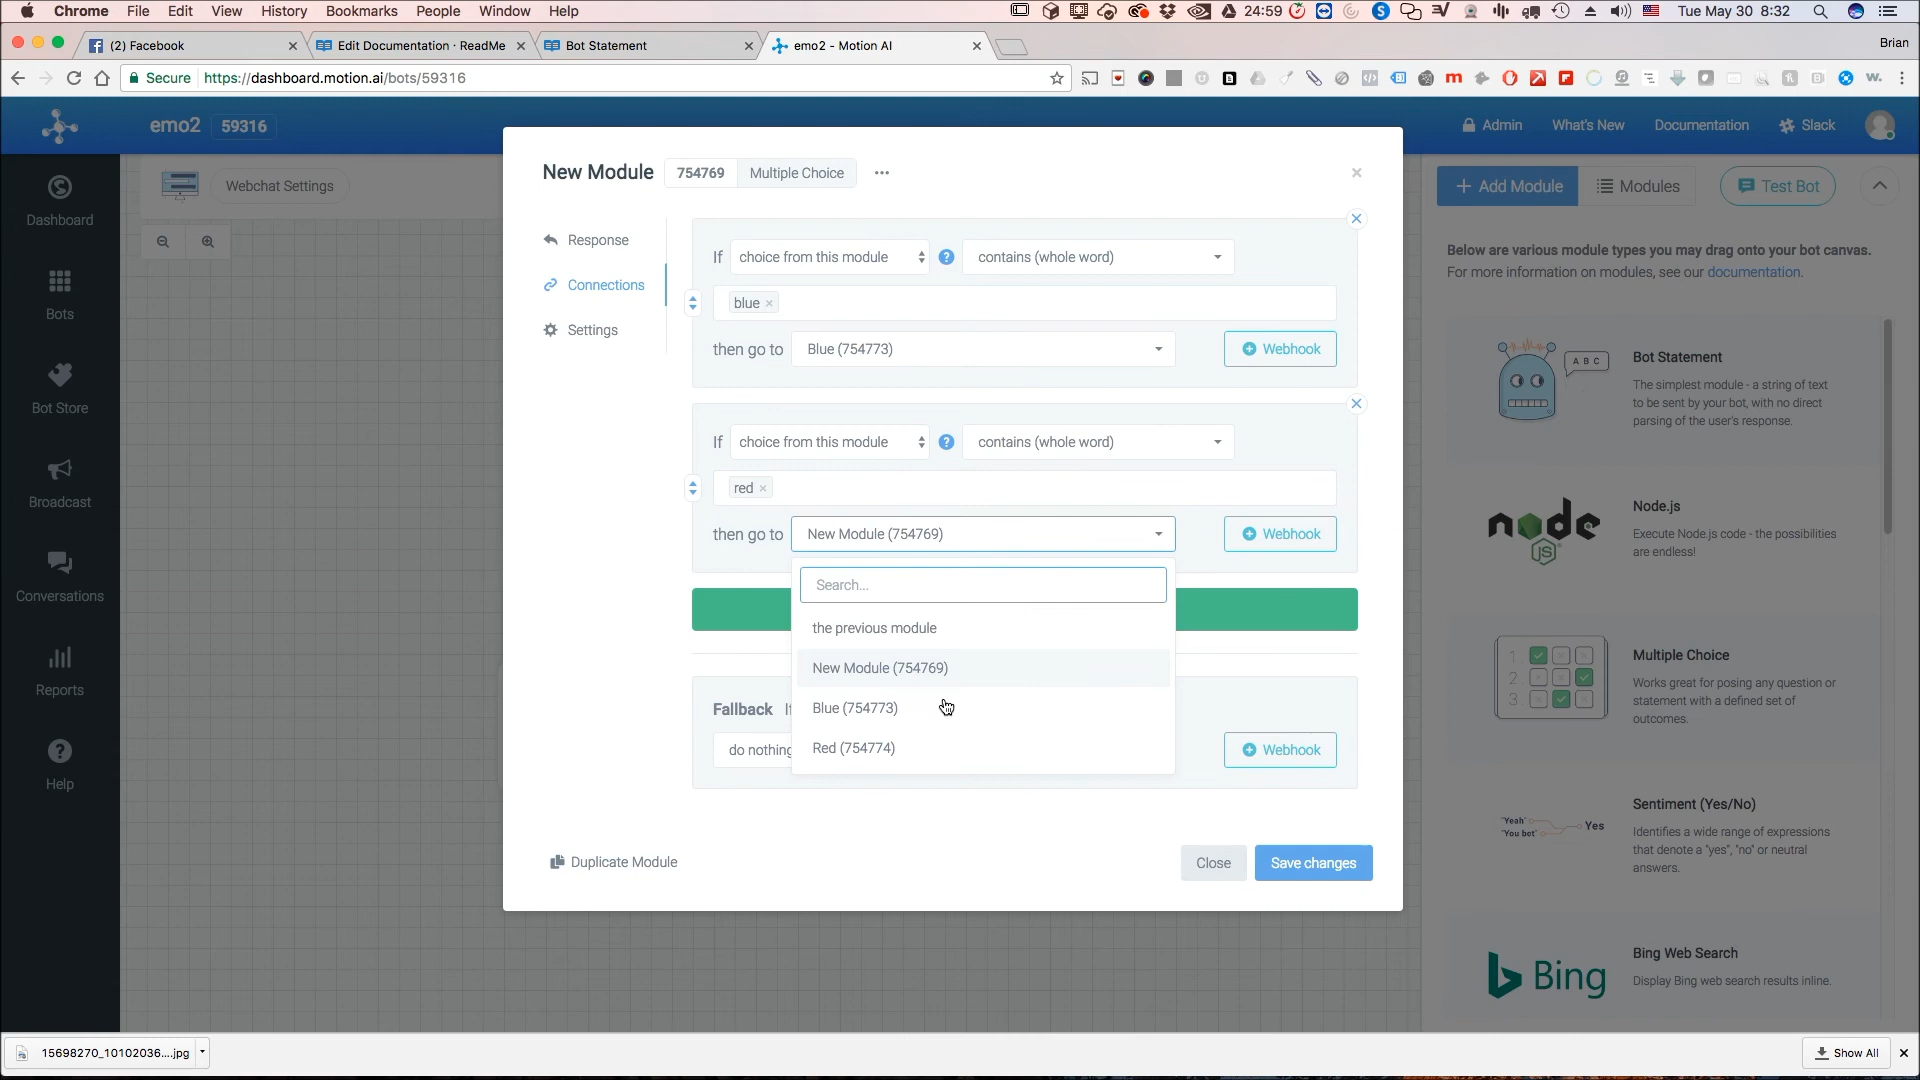 Chrome File Edit View History Bookmarks People Window Help 24:59 Tue May 30 8:32
(2) Facebook
Edit Documentation · ReadMe
Bot Statement
emo2 - Motion AI
Brian
Secure https://dashboard.motion.ai/bots/59316
emo2 59316
Admin What's New Documentation Slack
Dashboard
Bots
Bot Store
Broadcast
Conversations
Reports
Help
Webchat Settings
New Module 754769 Multiple Choice
Response
Connections
Settings
If choice from this module ? contains (whole word)
blue ×
then go to Blue (754773) Webhook
If choice from this module ? contains (whole word)
red ×
then go to New Module (754769) Webhook
Search...
the previous module
New Module (754769)
Blue (754773)
Red (754774)
Fallback
do nothing
Webhook
Duplicate Module
Close Save changes
+ Add Module Modules Test Bot
Below are various module types you may drag onto your bot canvas.
For more information on modules, see our documentation.
A B C
Bot Statement
The simplest module - a string of text
to be sent by your bot, with no direct
parsing of the user's response.
node
JS
Node.js
Execute Node.js code - the possibilities
are endless!
1
2
3
Multiple Choice
Works great for posing any question or
statement with a defined set of
outcomes.
"Yeah"
"You bet"
Yes
Sentiment (Yes/No)
Identifies a wide range of expressions
that denote a "yes", "no" or neutral
answers.
Bing
Bing Web Search
Display Bing web search results inline.
15698270_10102036....jpg
Show All